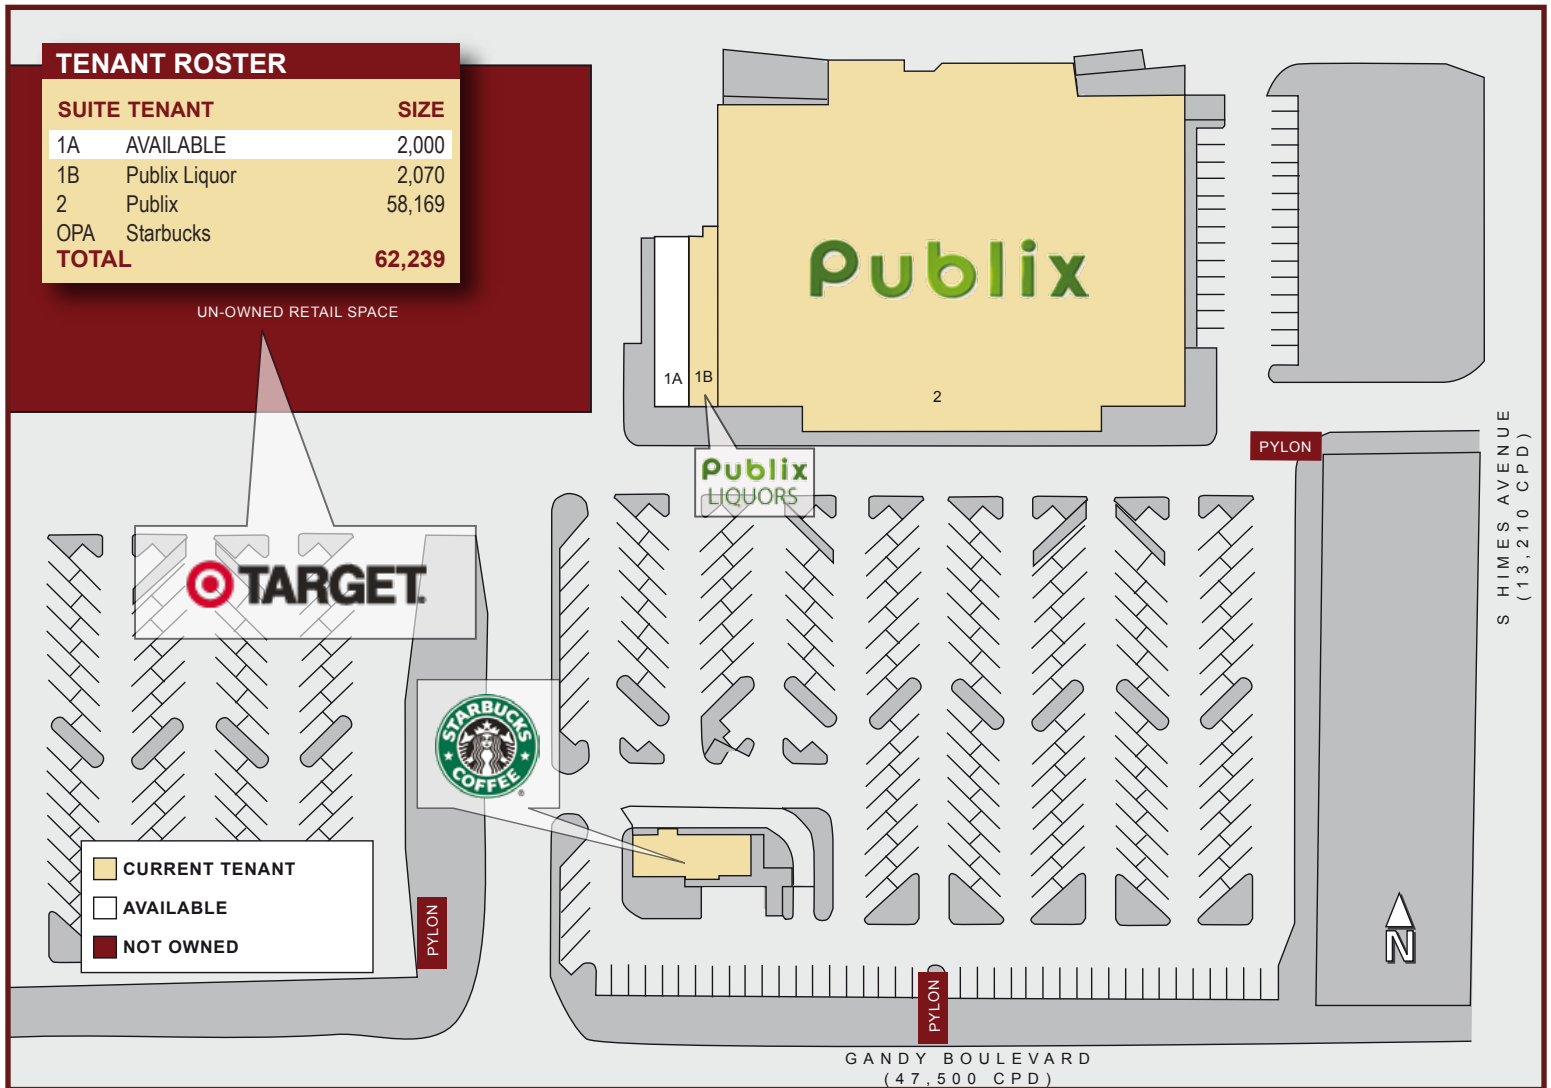 TENANT ROSTER
SUITE TENANT SIZE
1A AVAILABLE 2,000
1B Publix Liquor 2,070
2 Publix 58,169
OPA Starbucks
TOTAL 62,239
UN-OWNED RETAIL SPACE
Publix
1A
1B
2
Publix
LIQUORS
PYLON
S HIMES AVENUE
(13,210 CPD)
TARGET
STARBUCKS
COFFEE
CURRENT TENANT
AVAILABLE
NOT OWNED
PYLON
PYLON
N
GANDY BOULEVARD
(47,500 CPD)